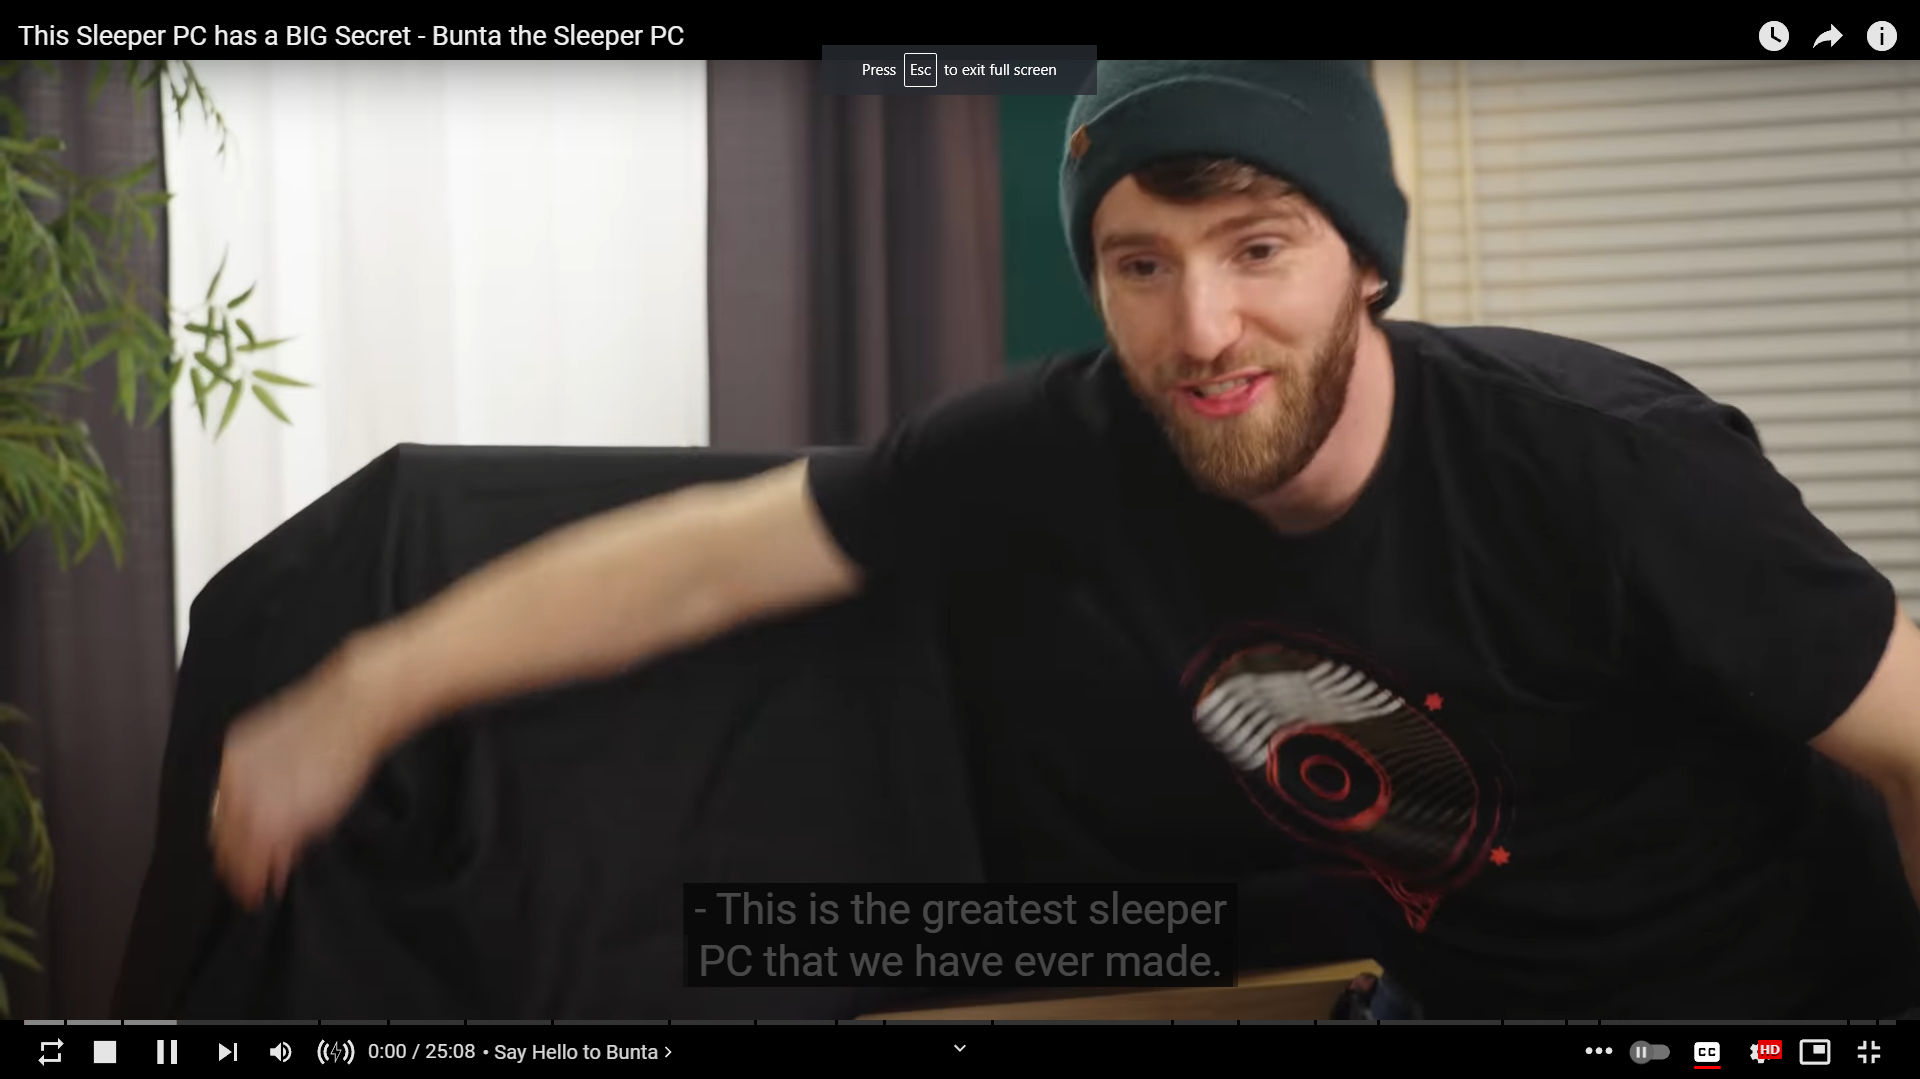 This Sleeper PC has a BIG Secret - Bunta the Sleeper PC
Press Esc to exit full screen
- This is the greatest sleeper
PC that we have ever made.
0:00 / 25:08 • Say Hello to Bunta >
CC
HD